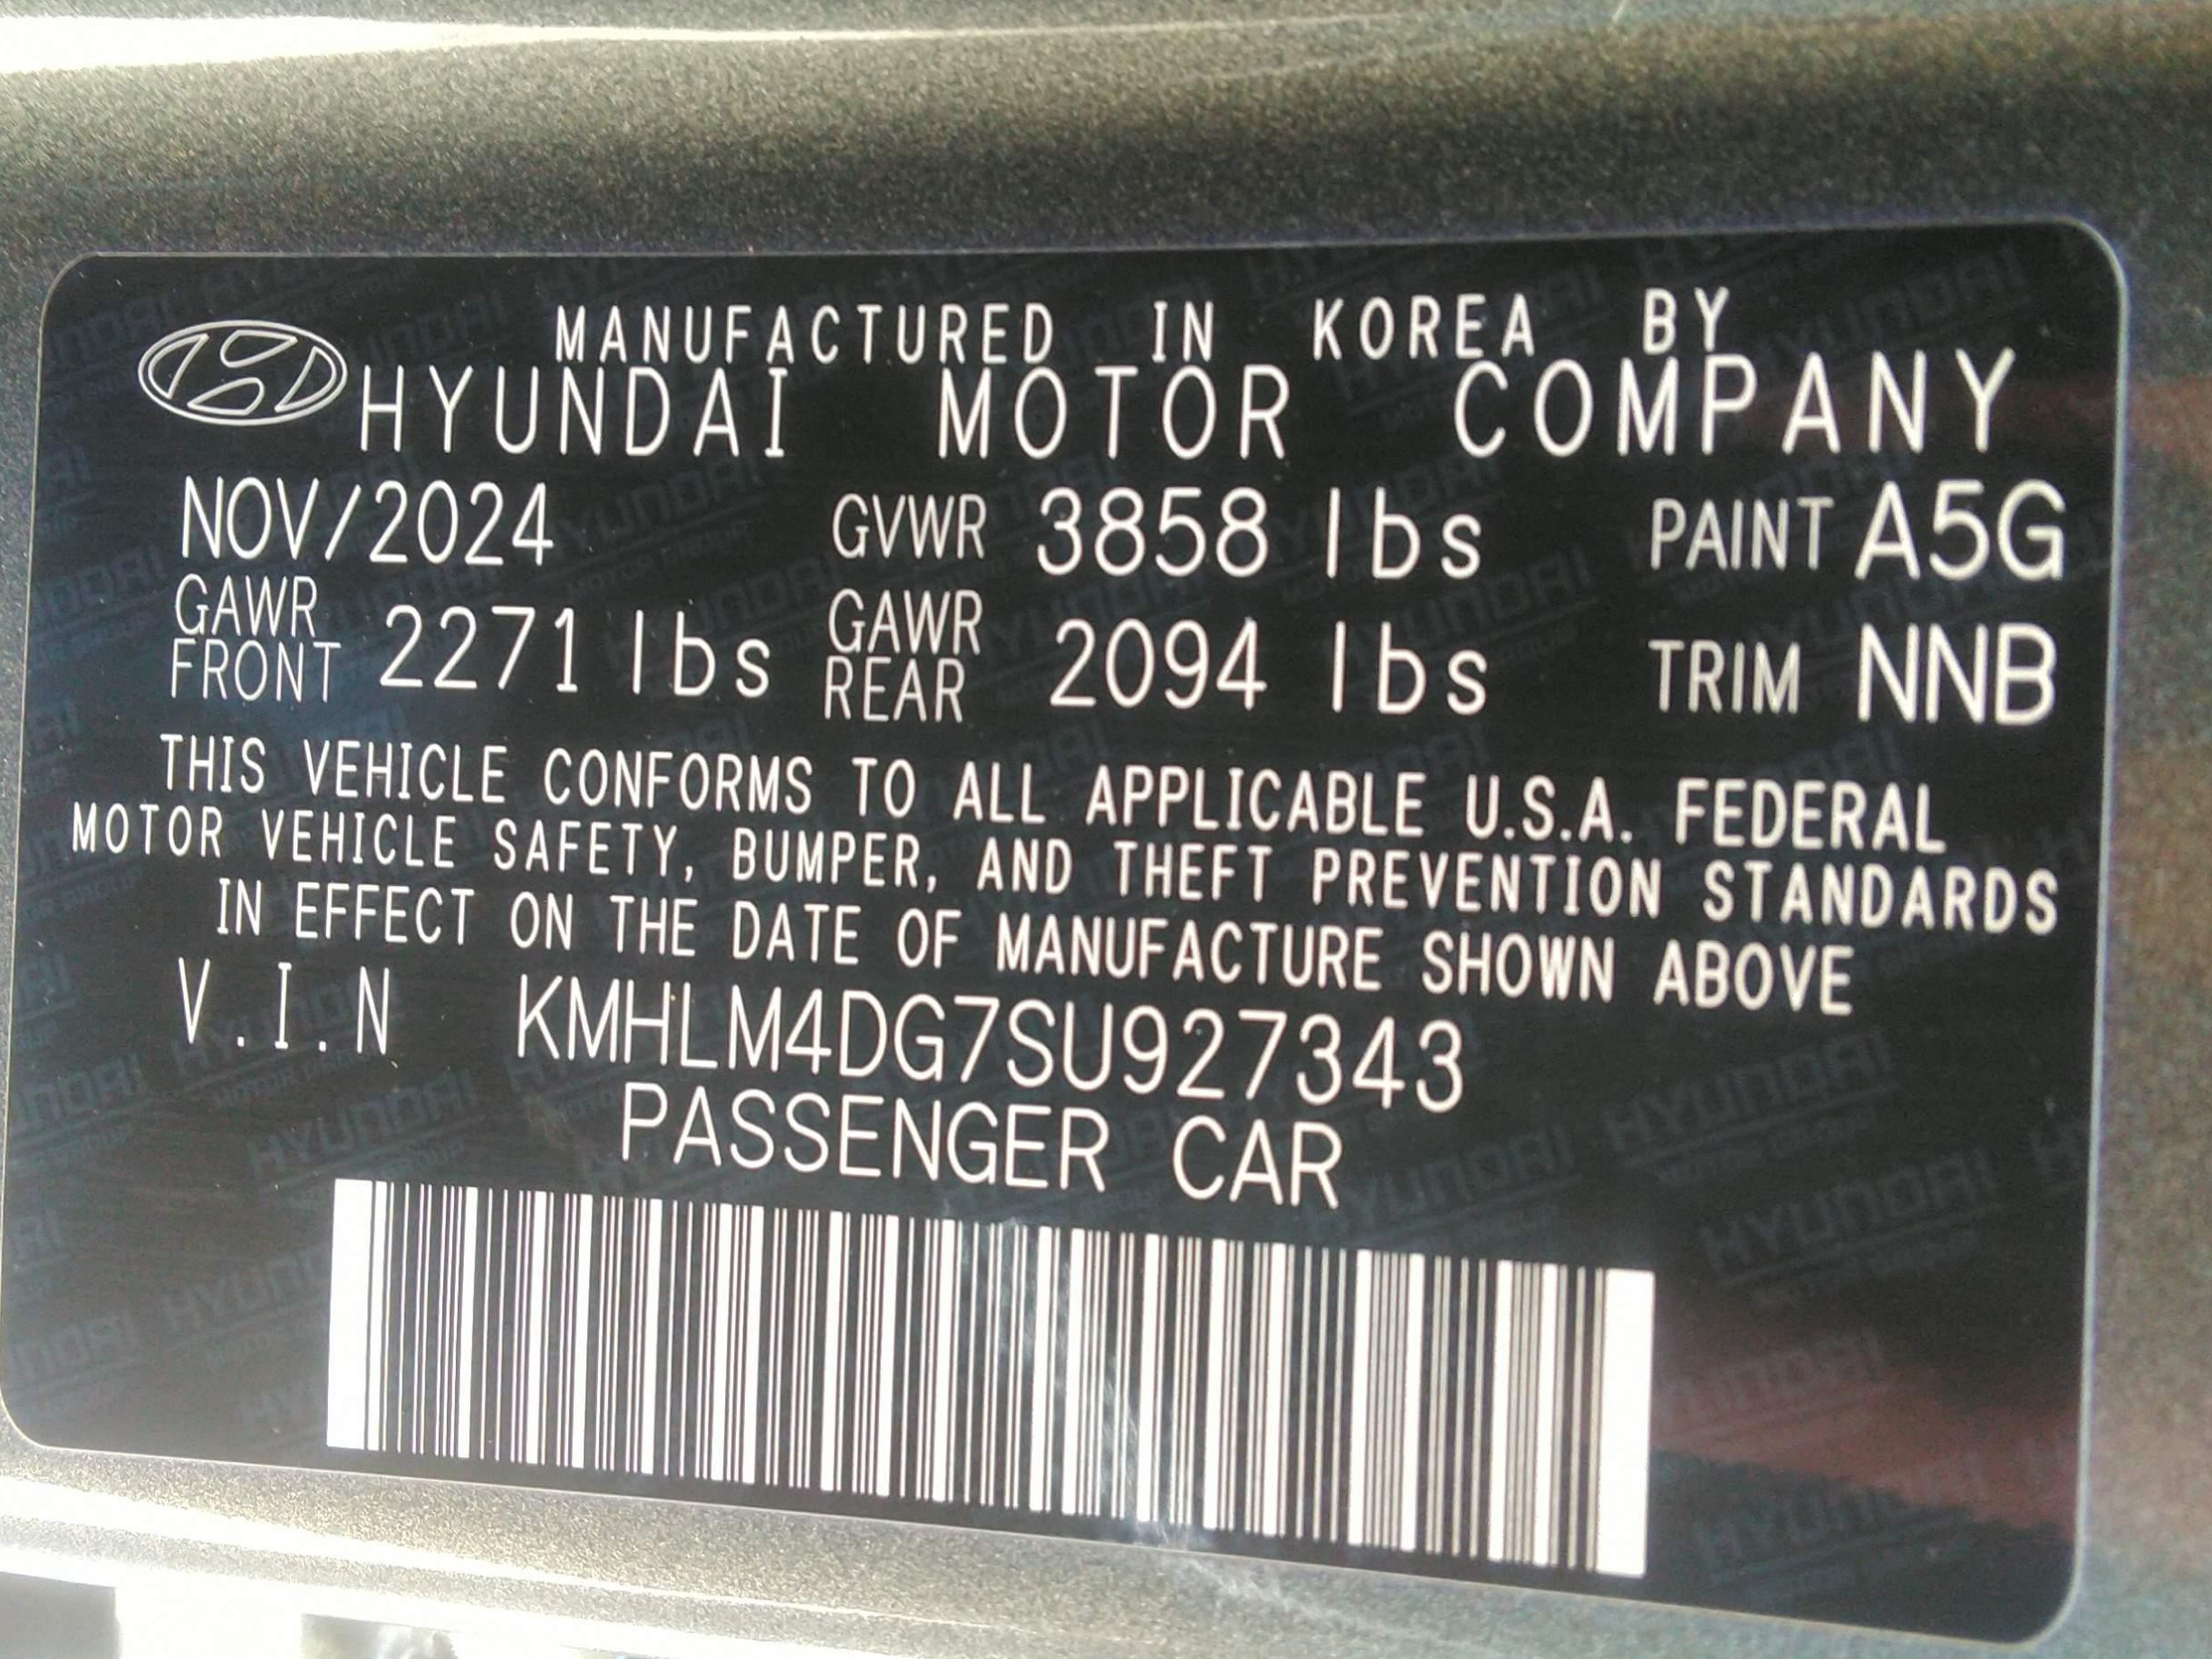 MANUFACTURED IN KOREA BY
HYUNDAI MOTOR COMPANY
NOV/2024 GVWR 3858 lbs PAINT A5G
GAWR FRONT 2271 lbs GAWR REAR 2094 lbs TRIM NNB
THIS VEHICLE CONFORMS TO ALL APPLICABLE U.S.A. FEDERAL
MOTOR VEHICLE SAFETY, BUMPER, AND THEFT PREVENTION STANDARDS
IN EFFECT ON THE DATE OF MANUFACTURE SHOWN ABOVE
V.I.N KMHLM4DG7SU927343
PASSENGER CAR